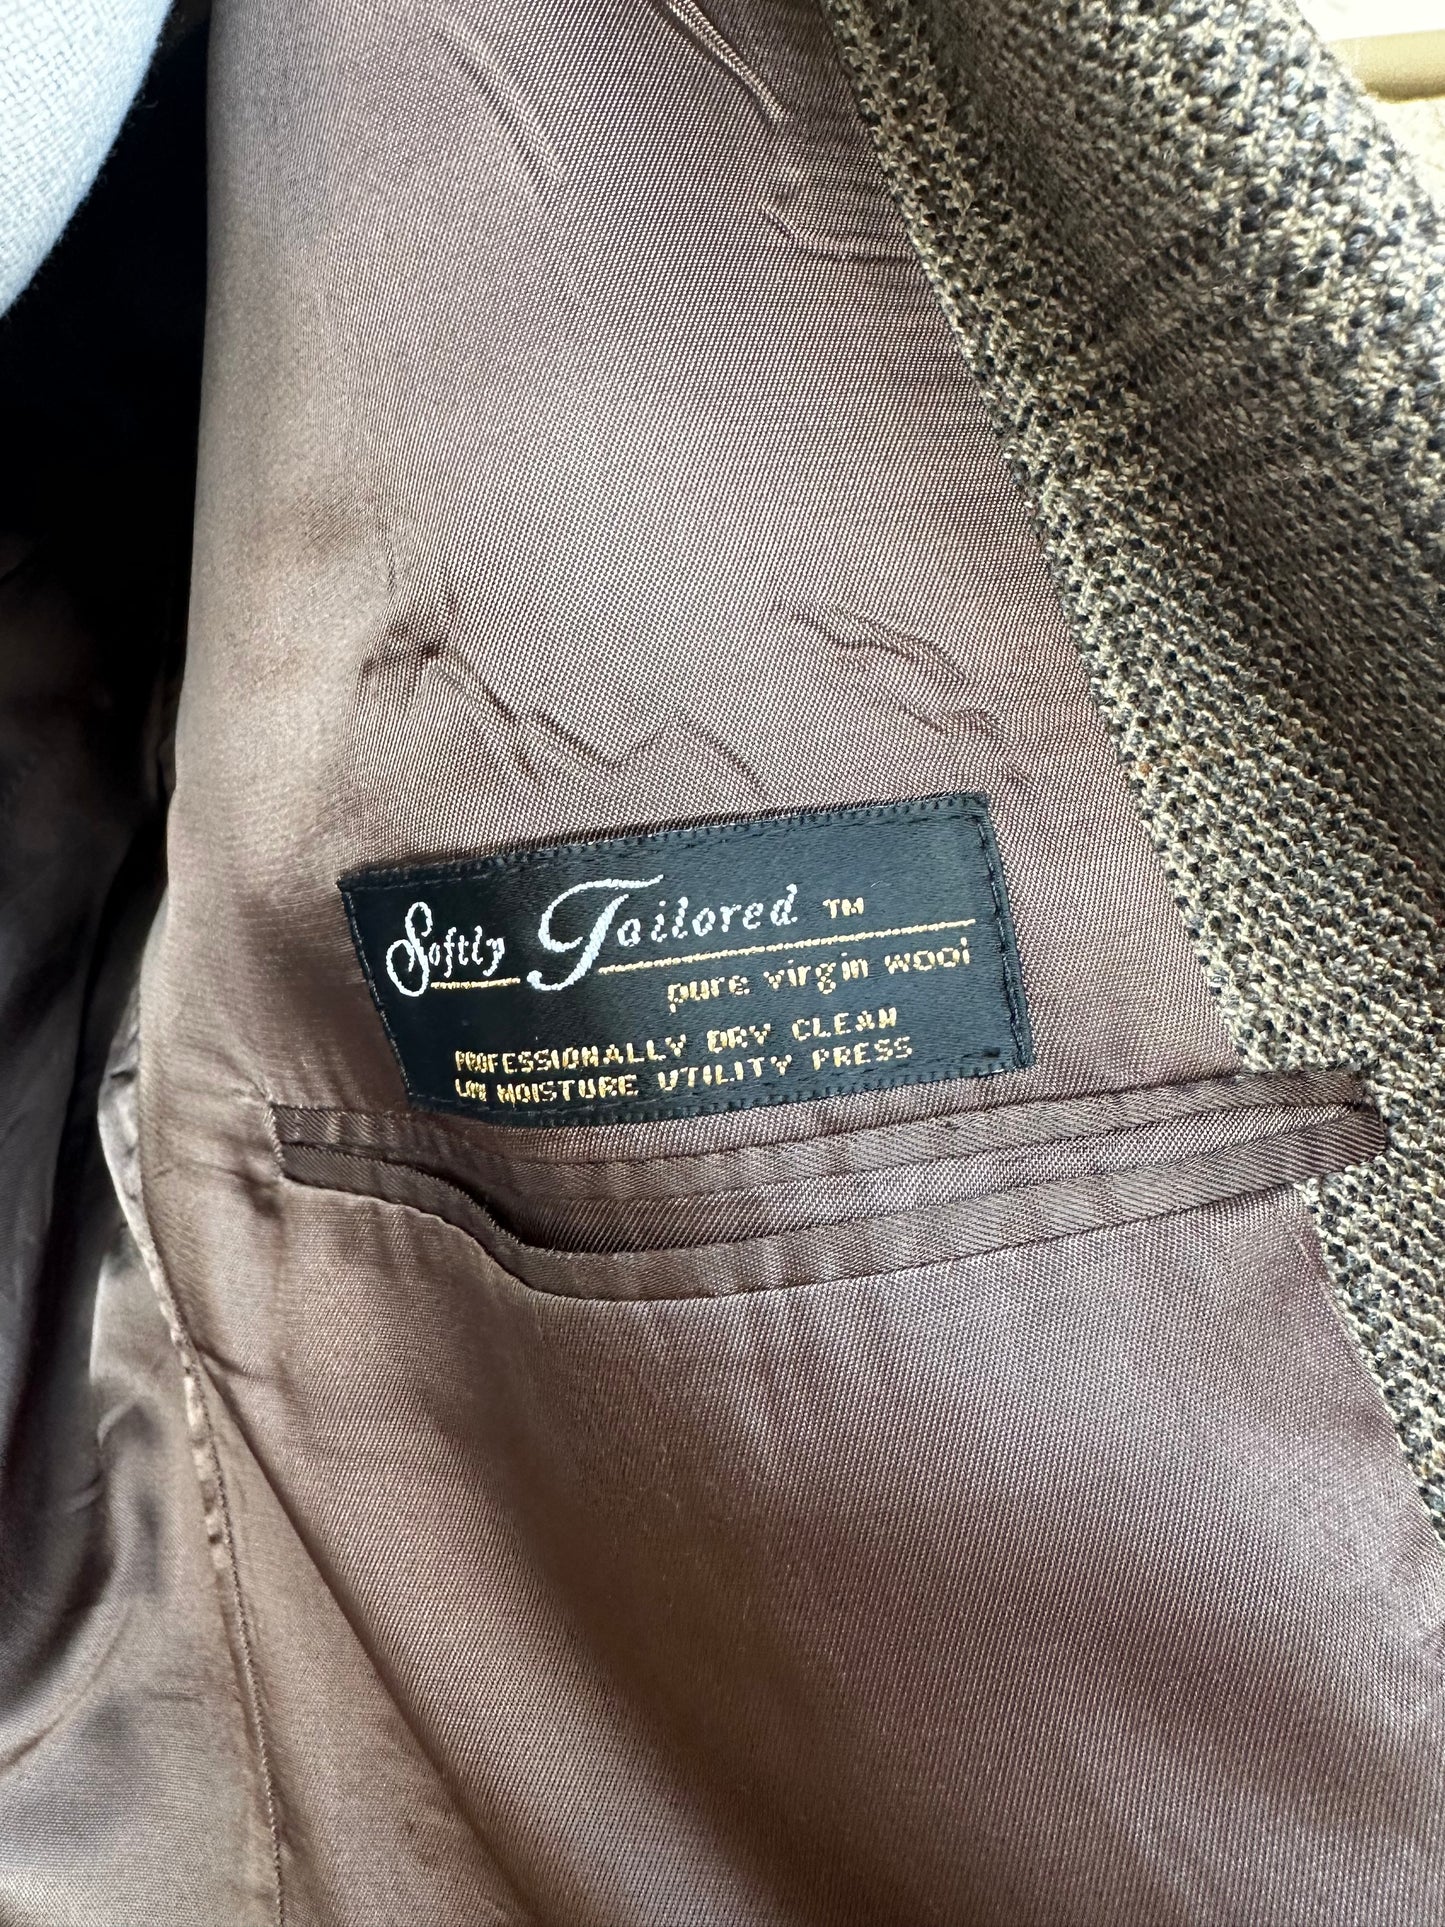 Softly Tailored TM
pure virgin wool
PROFESSIONALLY DRY CLEAN
LOW MOISTURE UTILITY PRESS